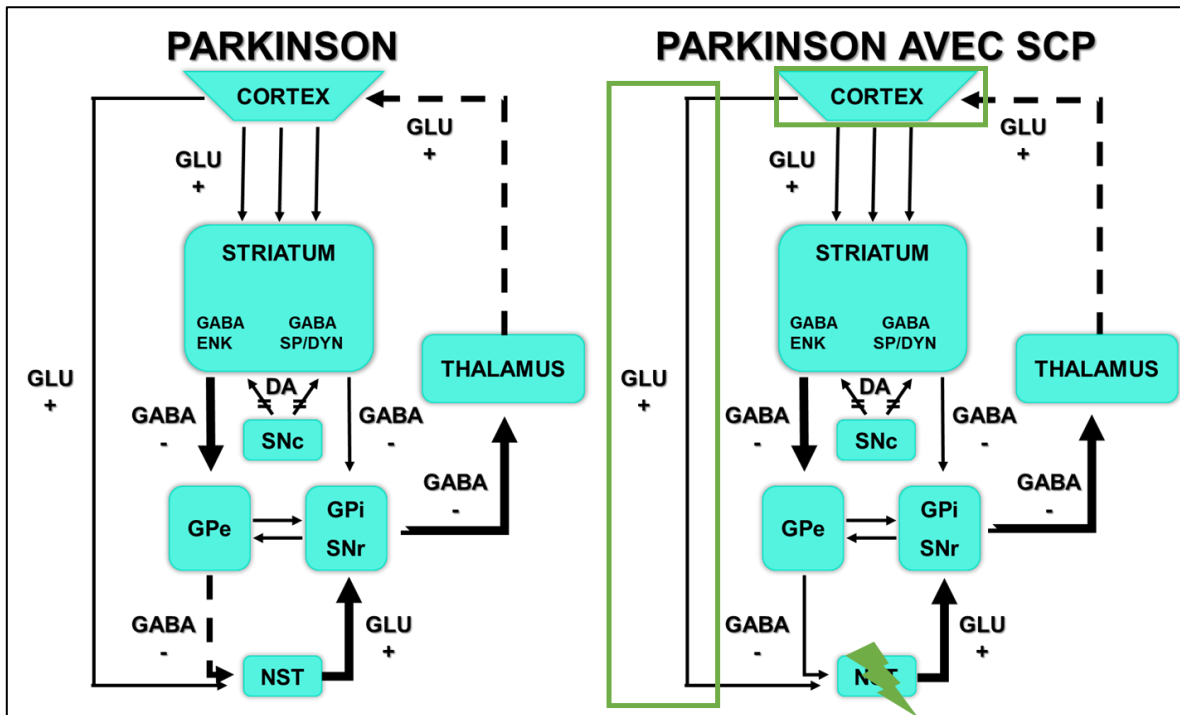 PARKINSON
CORTEX
GLU
+
GLU
+
STRIATUM
GABA
ENK
GABA
SP/DYN
THALAMUS
GLU
+
DA
SNc
GABA
-
GABA
-
GABA
-
GPe
GPi
SNr
GABA
-
GLU
+
NST
PARKINSON AVEC SCP
CORTEX
GLU
+
GLU
+
STRIATUM
GABA
ENK
GABA
SP/DYN
THALAMUS
GLU
+
DA
SNc
GABA
-
GABA
-
GABA
-
GPe
GPi
SNr
GABA
-
GLU
+
NST